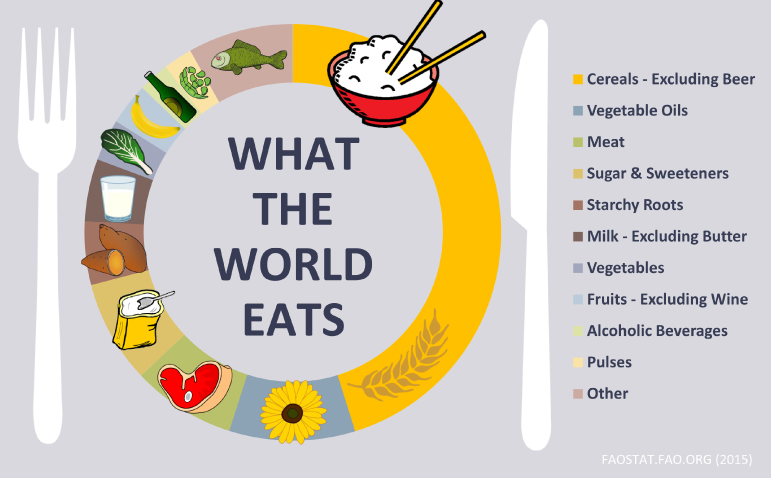 WHAT
THE
WORLD
EATS
Cereals - Excluding Beer
Vegetable Oils
Meat
Sugar & Sweeteners
Starchy Roots
Milk - Excluding Butter
Vegetables
Fruits - Excluding Wine
Alcoholic Beverages
Pulses
Other
FAOSTAT.FAO.ORG (2015)